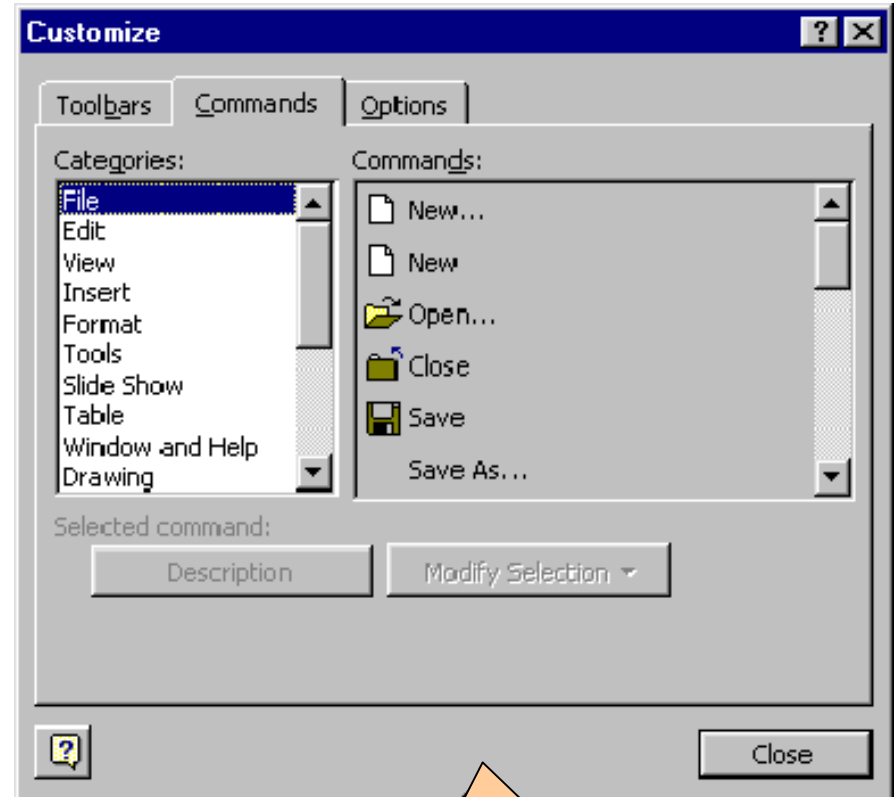 Customize
Toolbars
Commands
Options
Categories:
File
Edit
View
Insert
Format
Tools
Slide Show
Table
Window and Help
Drawing
Commands:
New...
New
Open...
Close
Save
Save As...
Selected command:
Description
Modify Selection
Close